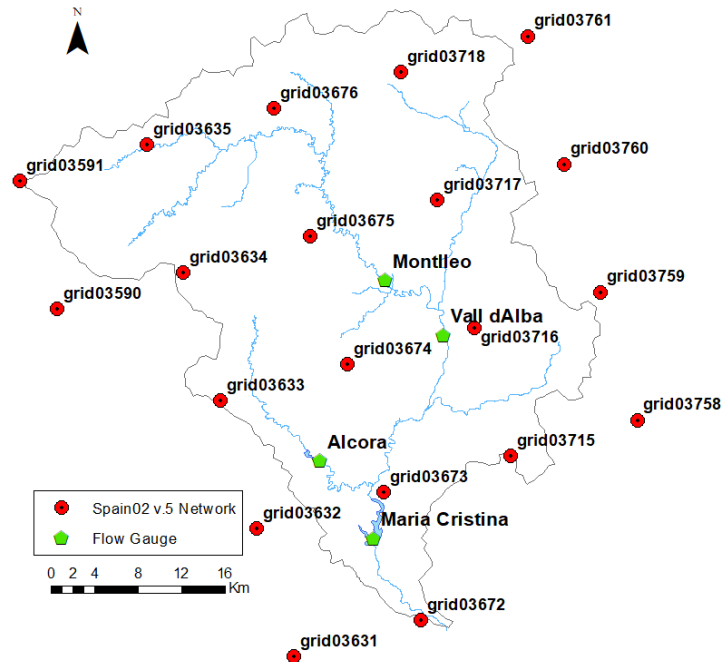 N
grid03761
grid03718
grid03676
grid03635
grid03760
grid03591
grid03717
grid03675
Montlleo
grid03634
grid03759
grid03590
Vall dAlba
grid03716
grid03674
grid03633
grid03758
Alcora
grid03715
grid03673
Spain02 v.5 Network
grid03632
Maria Cristina
Flow Gauge
0 2 4 8 12 16
Km
grid03672
grid03631